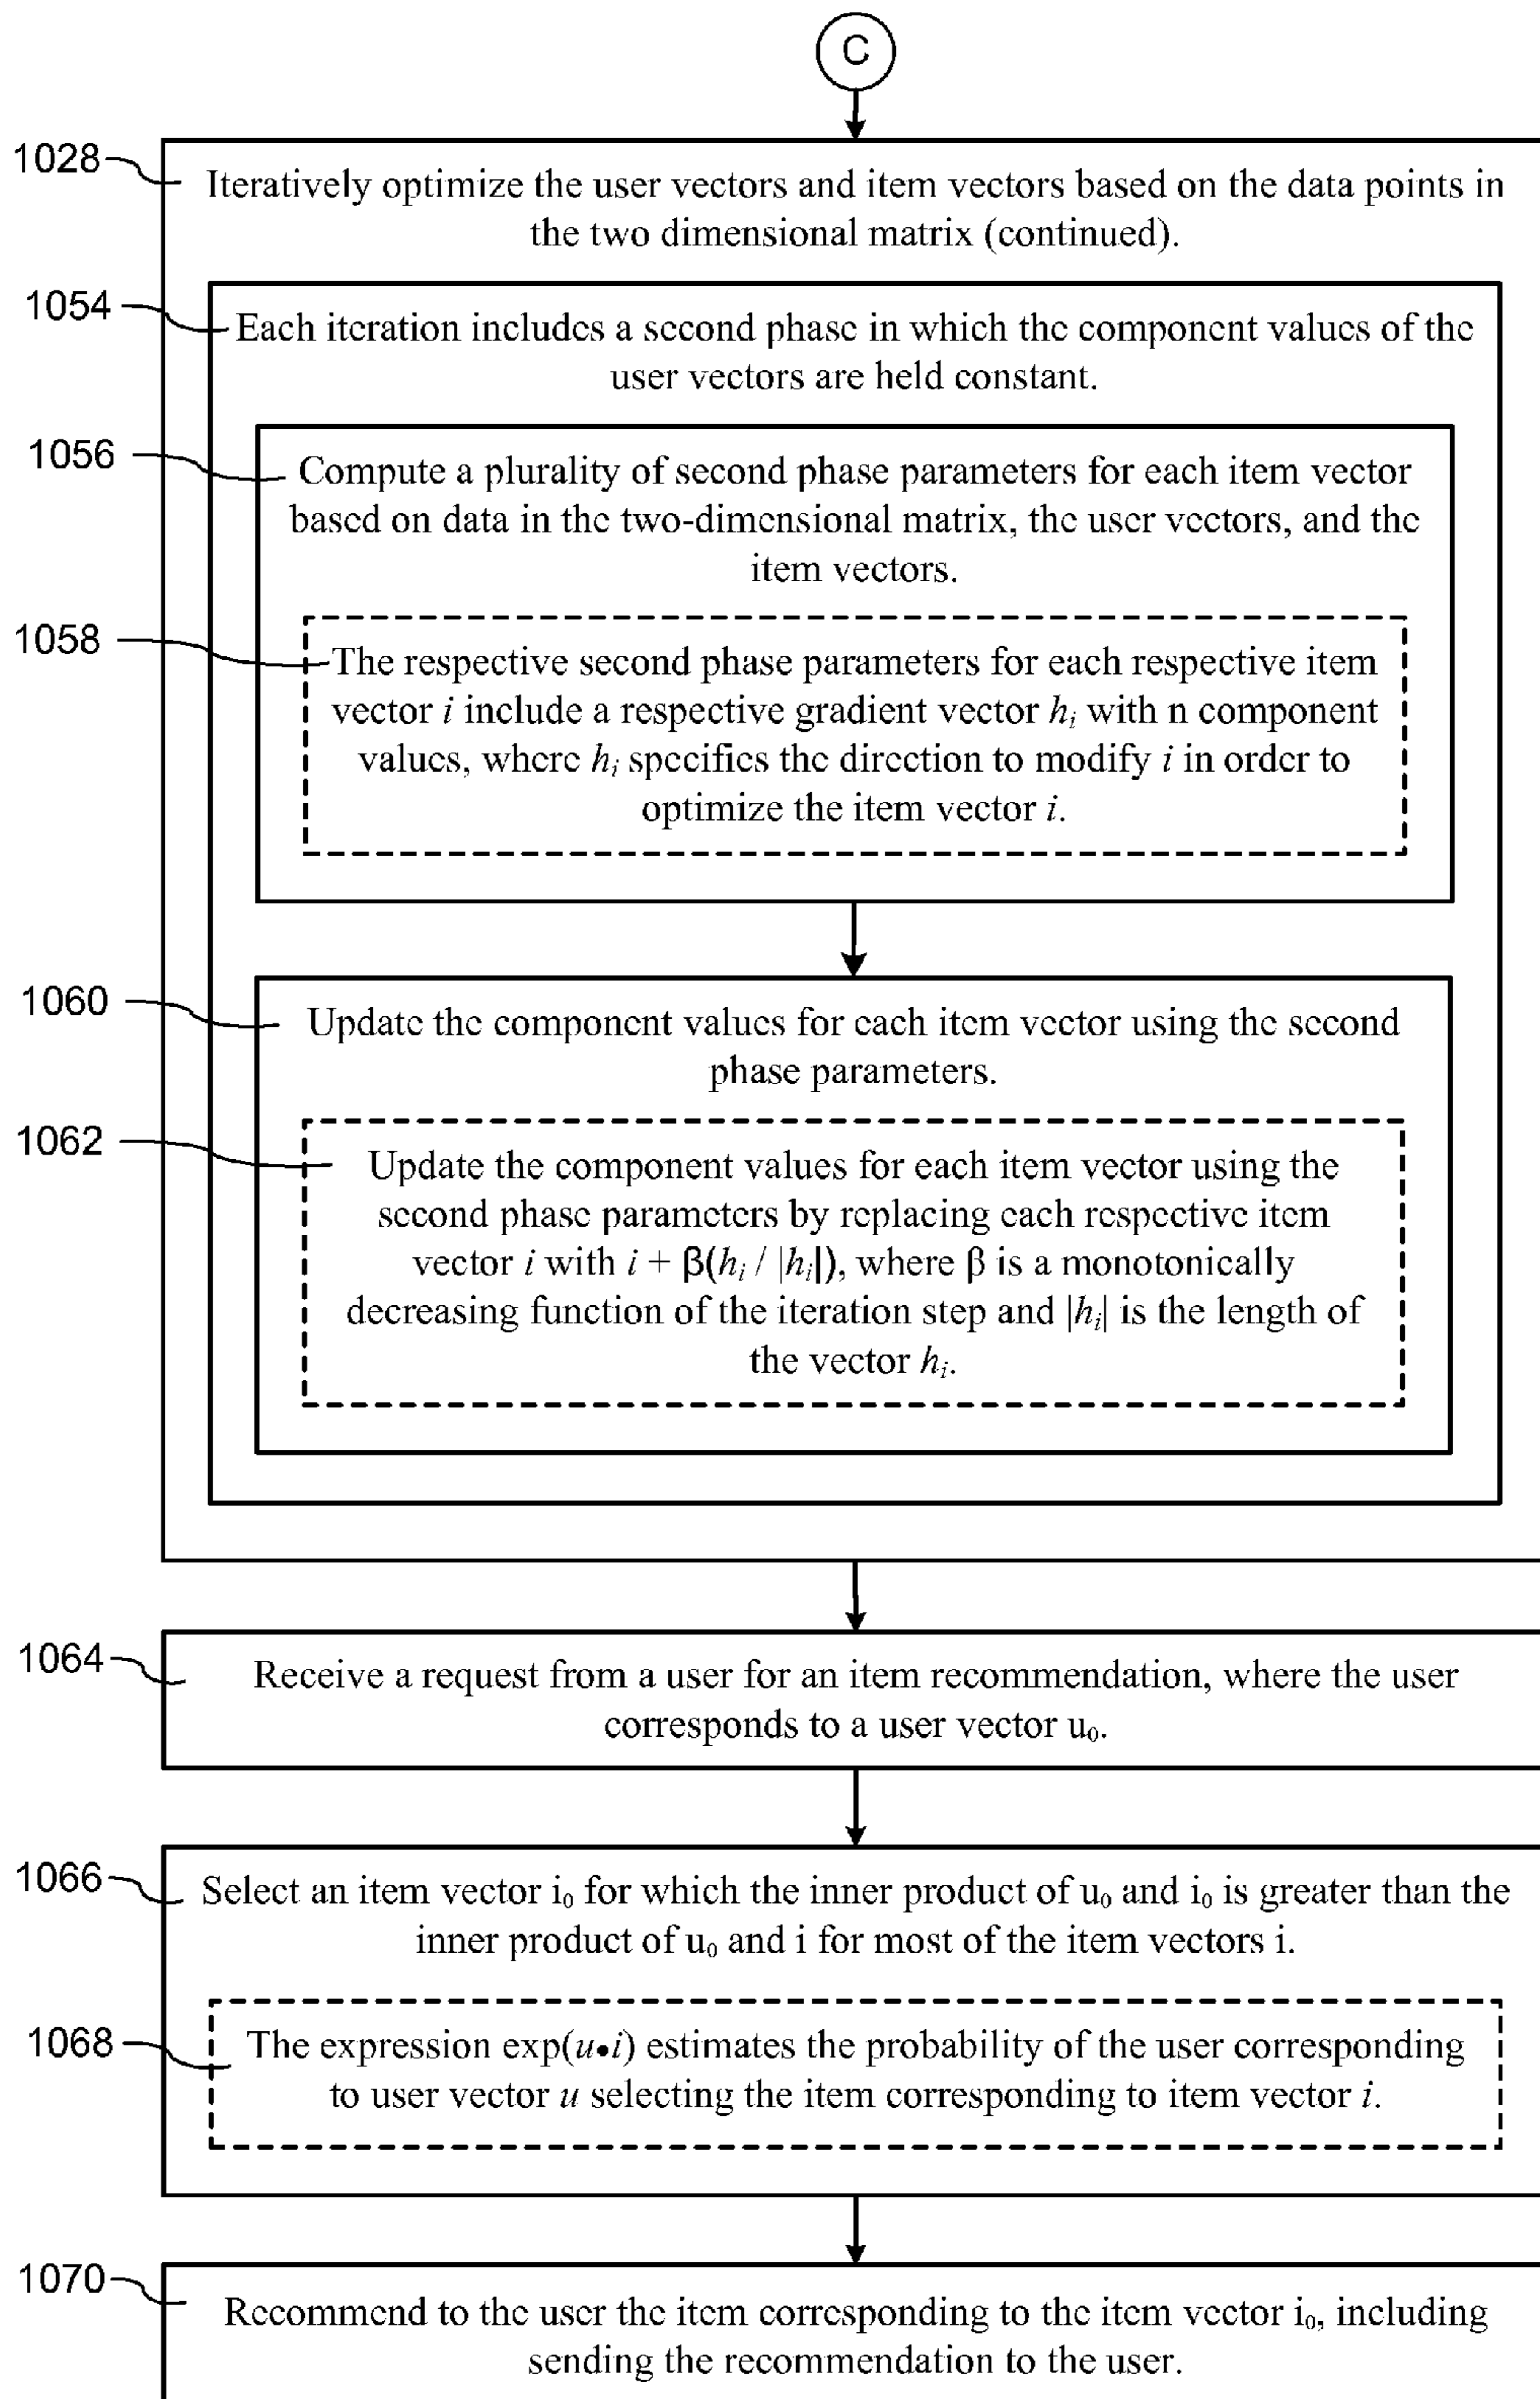 C
1028
Iteratively optimize the user vectors and item vectors based on the data points in
the two dimensional matrix (continued).
1054
Each iteration includes a second phase in which the component values of the
user vectors are held constant.
1056
Compute a plurality of second phase parameters for each item vector
based on data in the two-dimensional matrix, the user vectors, and the
item vectors.
1058
The respective second phase parameters for each respective item
vector i include a respective gradient vector hᵢ with n component
values, where hᵢ specifies the direction to modify i in order to
optimize the item vector i.
1060
Update the component values for each item vector using the second
phase parameters.
1062
Update the component values for each item vector using the
second phase parameters by replacing each respective item
vector i with i + β(hᵢ / |hᵢ|), where β is a monotonically
decreasing function of the iteration step and |hᵢ| is the length of
the vector hᵢ.
1064
Receive a request from a user for an item recommendation, where the user
corresponds to a user vector u₀.
1066
Select an item vector i₀ for which the inner product of u₀ and i₀ is greater than the
inner product of u₀ and i for most of the item vectors i.
1068
The expression exp(u•i) estimates the probability of the user corresponding
to user vector u selecting the item corresponding to item vector i.
1070
Recommend to the user the item corresponding to the item vector i₀, including
sending the recommendation to the user.